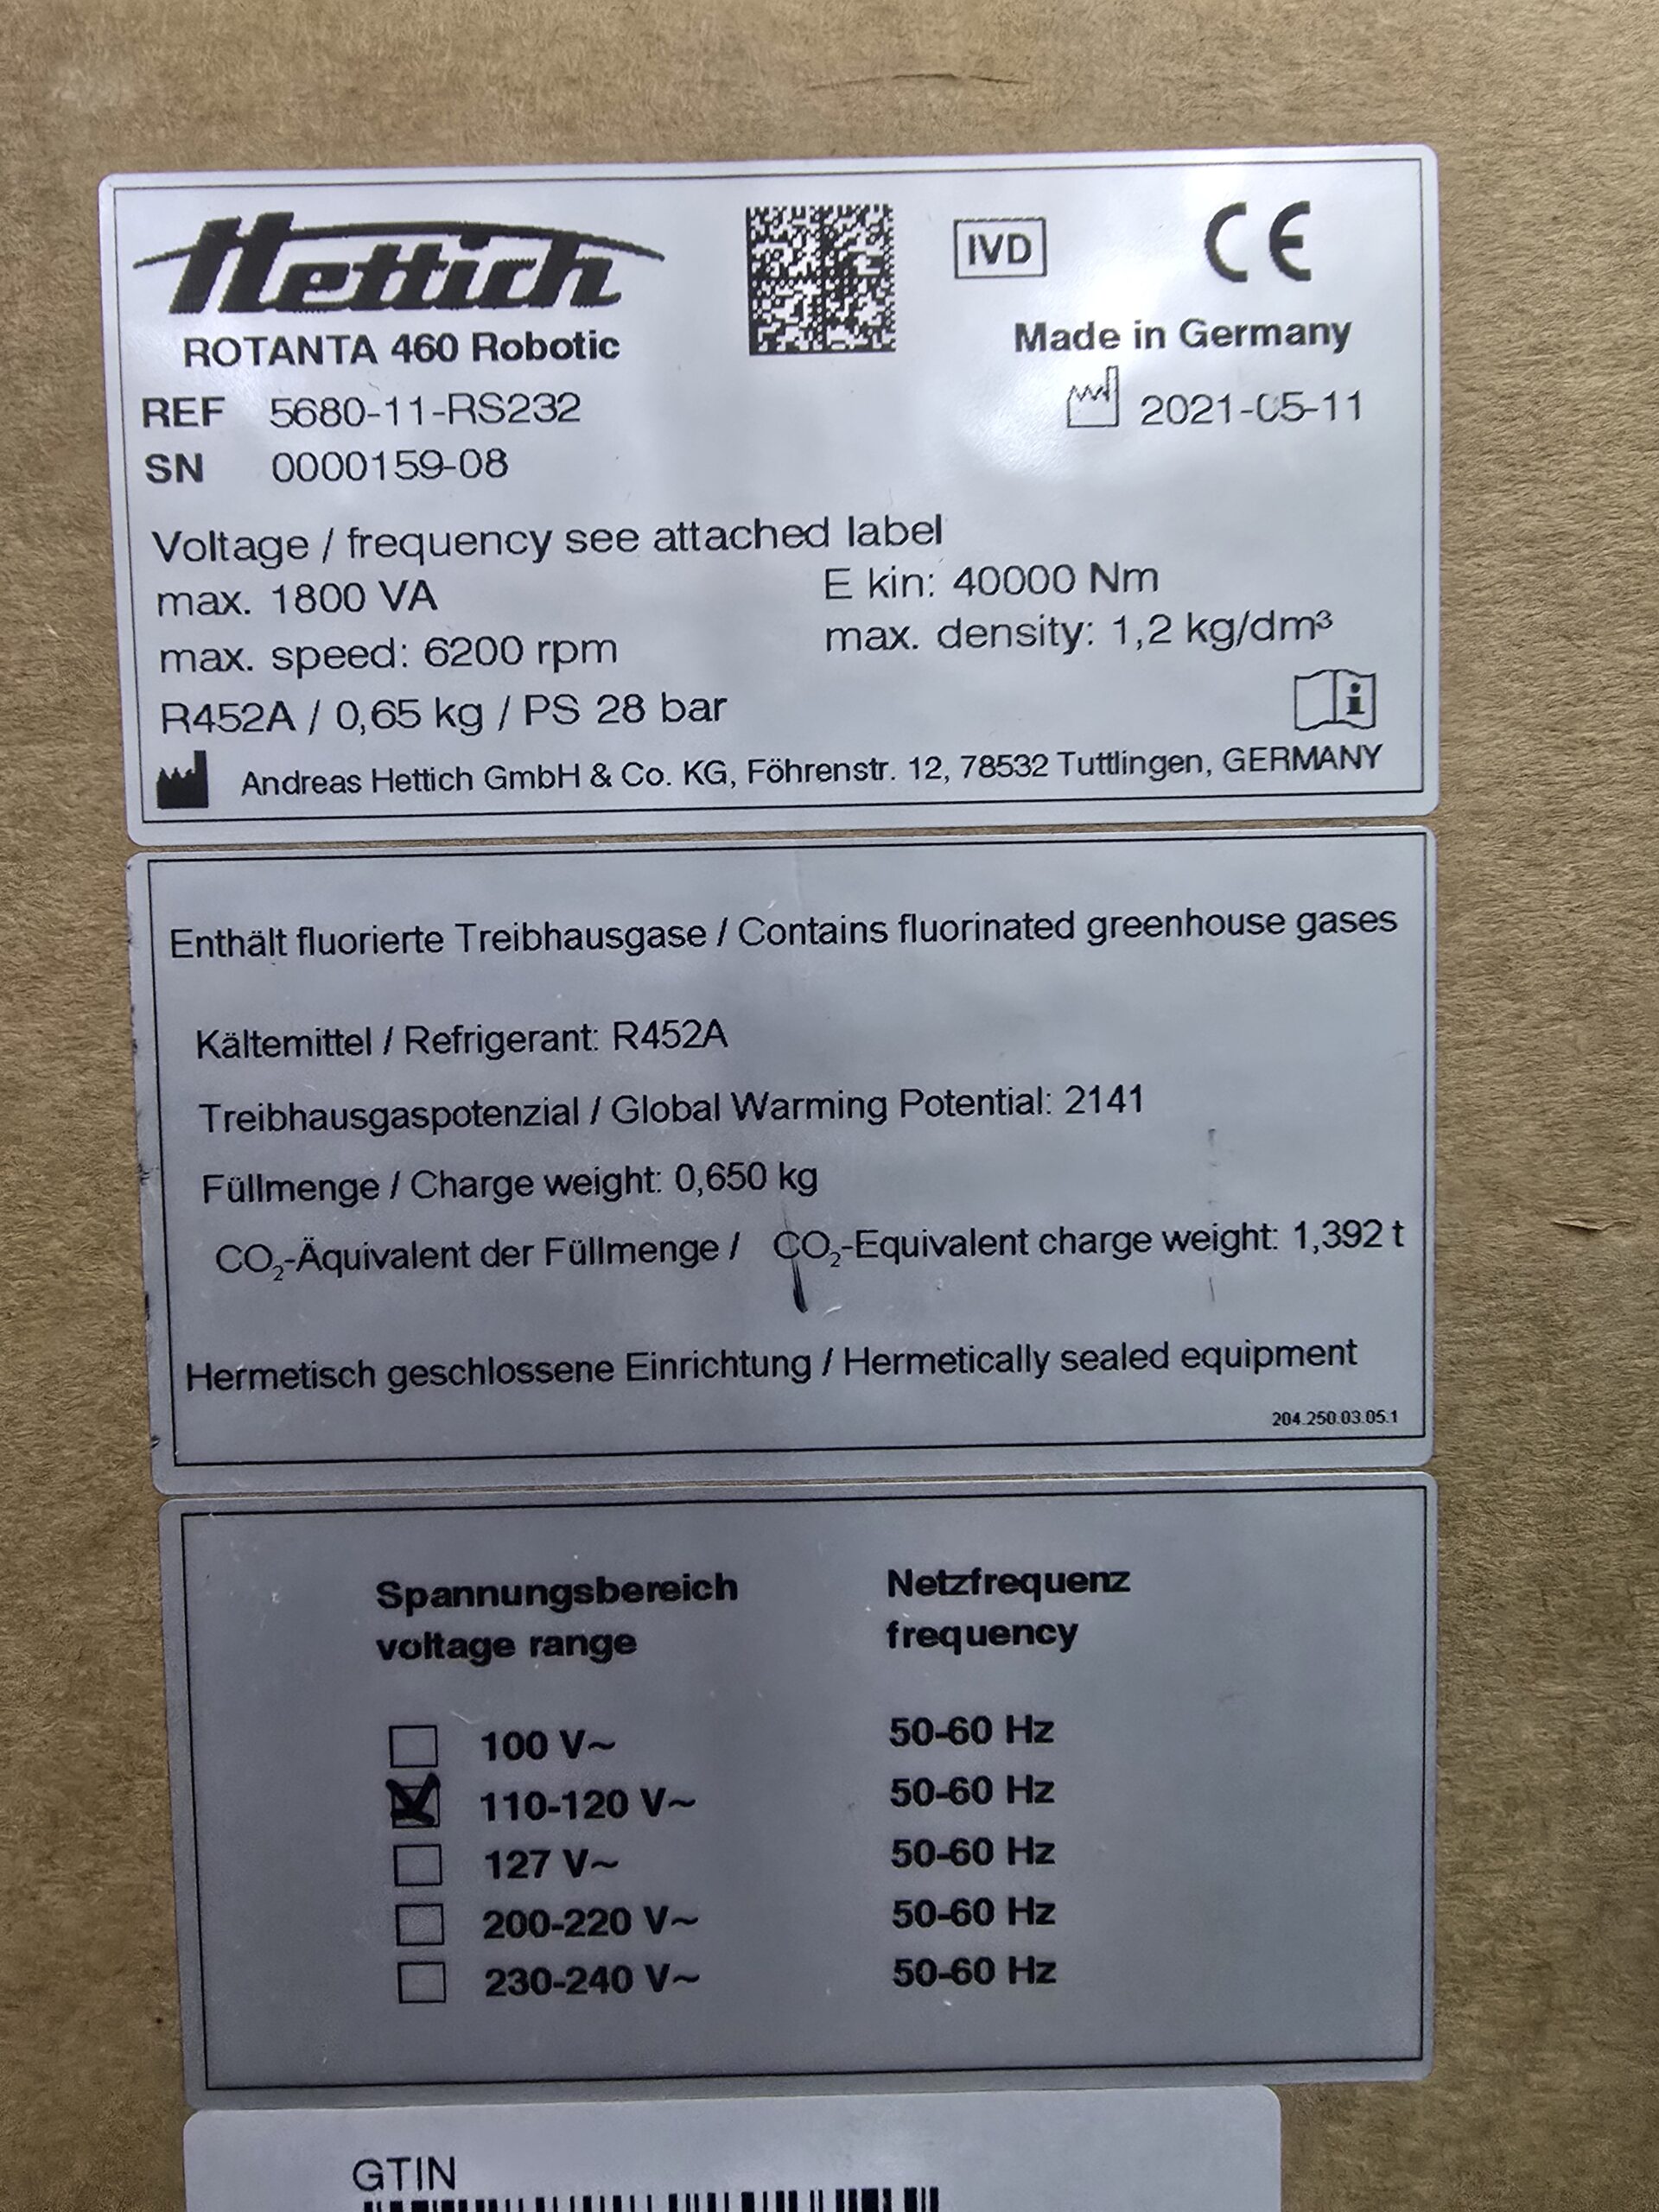 Hettich
IVD
CE
ROTANTA 460 Robotic
Made in Germany
REF 5680-11-RS232
2021-05-11
SN 0000159-08
Voltage / frequency see attached label
max. 1800 VA
E kin: 40000 Nm
max. speed: 6200 rpm
max. density: 1,2 kg/dm³
R452A / 0,65 kg / PS 28 bar
i
Andreas Hettich GmbH & Co. KG, Föhrenstr. 12, 78532 Tuttlingen, GERMANY
Enthält fluorierte Treibhausgase / Contains fluorinated greenhouse gases
Kältemittel / Refrigerant: R452A
Treibhausgaspotenzial / Global Warming Potential: 2141
Füllmenge / Charge weight: 0,650 kg
CO₂-Äquivalent der Füllmenge / CO₂-Equivalent charge weight: 1,392 t
Hermetisch geschlossene Einrichtung / Hermetically sealed equipment
204.250.03.05.1
Spannungsbereich Netzfrequenz
voltage range frequency
100 V~ 50-60 Hz
110-120 V~ 50-60 Hz
127 V~ 50-60 Hz
200-220 V~ 50-60 Hz
230-240 V~ 50-60 Hz
GTIN